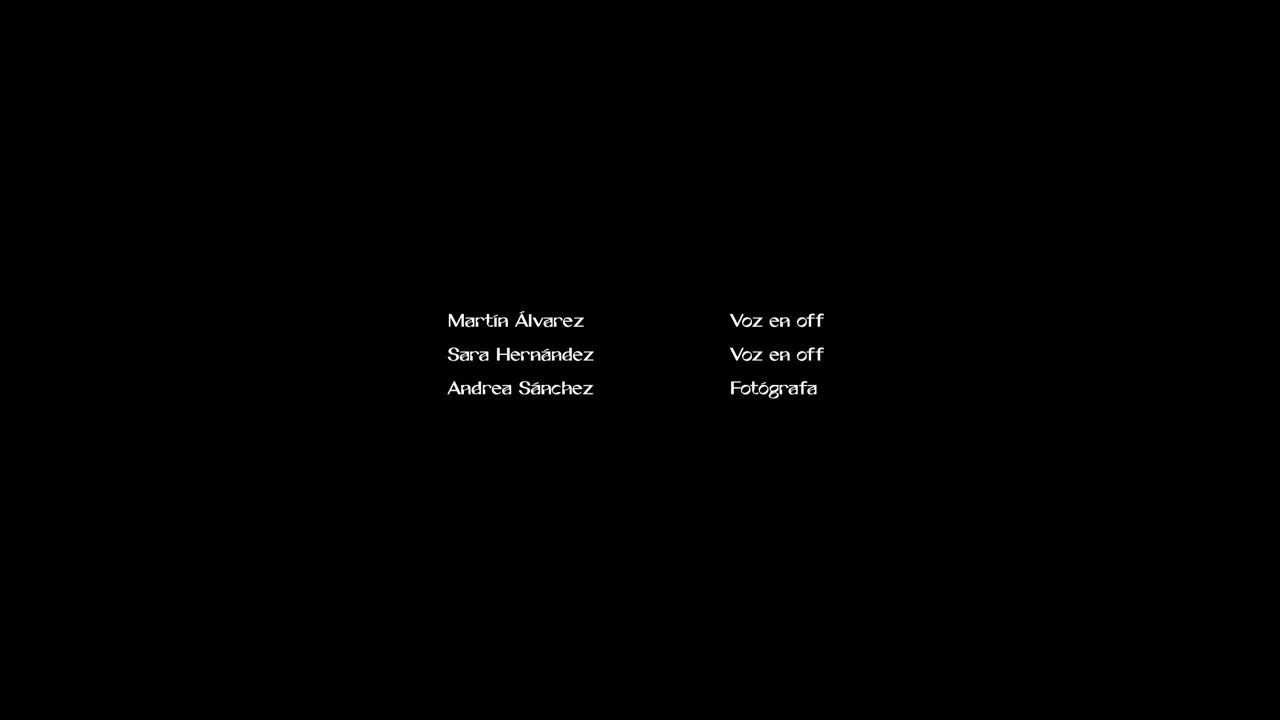 Martín Álvarez Voz en off
Sara Hernández Voz en off
Andrea Sánchez Fotógrafa